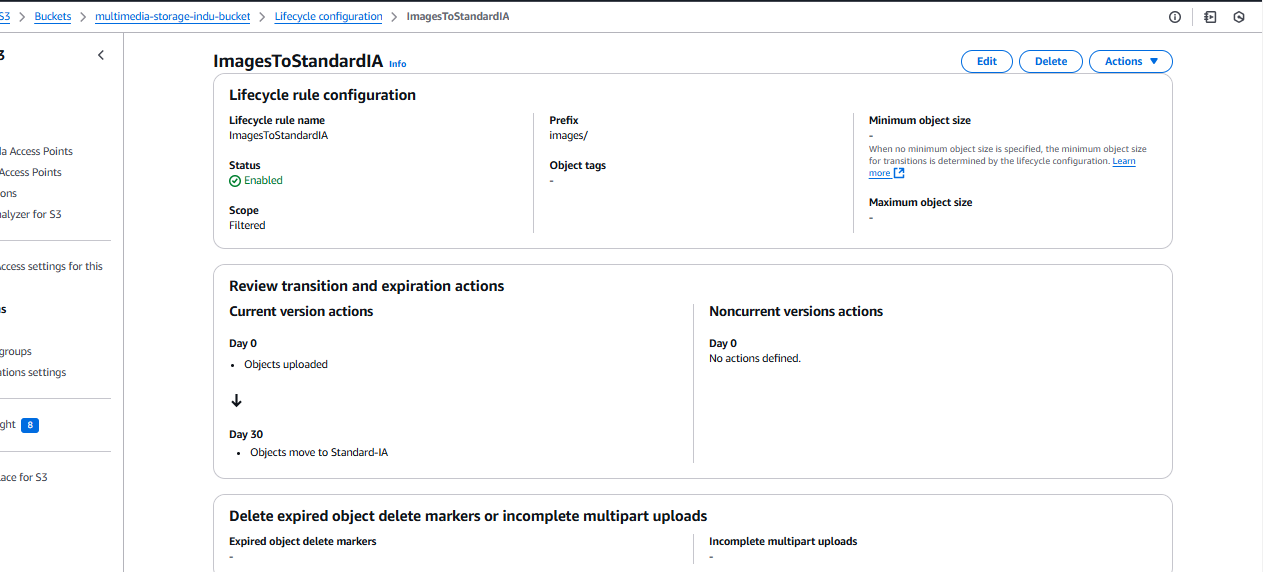 S3 > Buckets > multimedia-storage-indu-bucket > Lifecycle configuration > ImagesToStandardIA
3
Access Points
Access Points
ons
alyzer for S3
ccess settings for this
s
groups
ations settings
ght 8
ace for S3
ImagesToStandardIA Info
Edit Delete Actions
Lifecycle rule configuration
Lifecycle rule name
ImagesToStandardIA
Status
Enabled
Scope
Filtered
Prefix
images/
Object tags
-
Minimum object size
-
When no minimum object size is specified, the minimum object size
for transitions is determined by the lifecycle configuration. Learn
more
Maximum object size
-
Review transition and expiration actions
Current version actions
Day 0
• Objects uploaded
↓
Day 30
• Objects move to Standard-IA
Noncurrent versions actions
Day 0
No actions defined.
Delete expired object delete markers or incomplete multipart uploads
Expired object delete markers
-
Incomplete multipart uploads
-